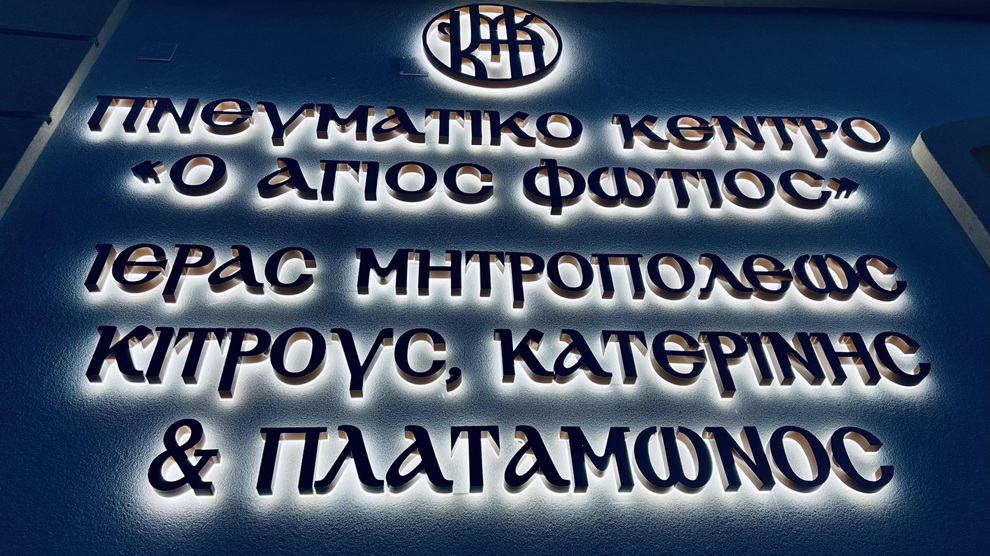 ΠΝΕΥΜΑΤΙΚΟ ΚΕΝΤΡΟ
«Ο ΑΓΙΟΣ ΦΩΤΙΟΣ»
ΙΕΡΑΣ ΜΗΤΡΟΠΟΛΕΩΣ
ΚΙΤΡΟΥΣ, ΚΑΤΕΡΙΝΗΣ
& ΠΛΑΤΑΜΩΝΟΣ